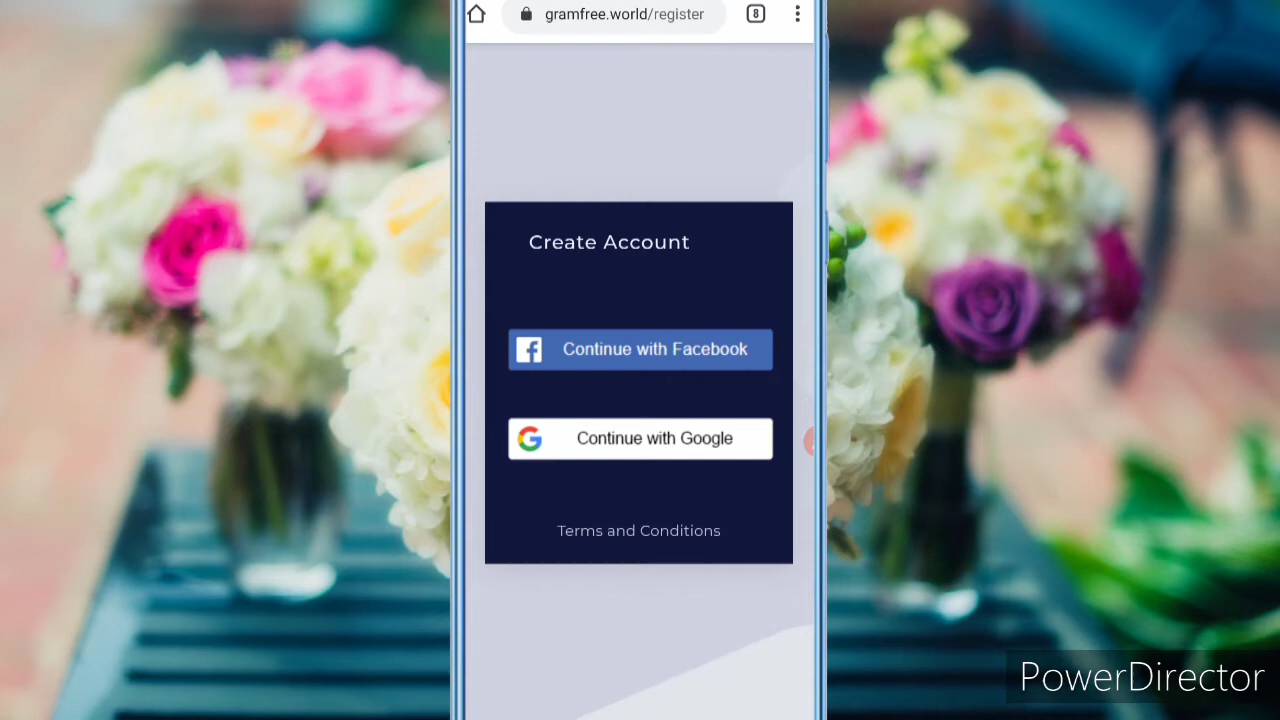 gramfree.world/register
8
Create Account
Continue with Facebook
Continue with Google
Terms and Conditions
PowerDirector